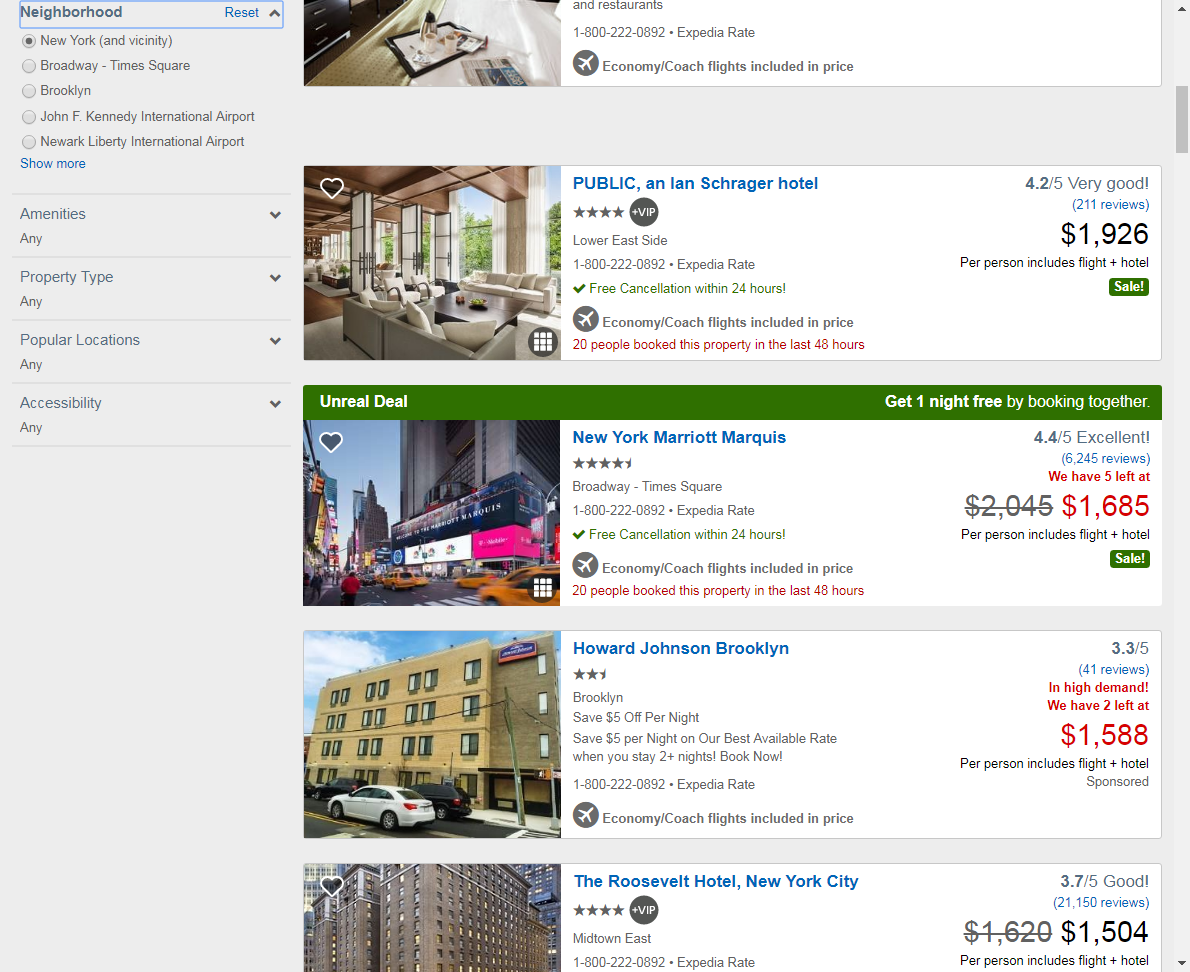 Neighborhood
Reset
New York (and vicinity)
Broadway - Times Square
Brooklyn
John F. Kennedy International Airport
Newark Liberty International Airport
Show more
Amenities
Any
Property Type
Any
Popular Locations
Any
Accessibility
Any
and restaurants
1-800-222-0892 • Expedia Rate
Economy/Coach flights included in price
PUBLIC, an Ian Schrager hotel
+VIP
Lower East Side
1-800-222-0892 • Expedia Rate
Free Cancellation within 24 hours!
Economy/Coach flights included in price
20 people booked this property in the last 48 hours
4.2/5 Very good!
(211 reviews)
$1,926
Per person includes flight + hotel
Sale!
Unreal Deal
Get 1 night free by booking together.
WELCOME TO THE MARRIOTT MARQUIS
New York Marriott Marquis
Broadway - Times Square
1-800-222-0892 • Expedia Rate
Free Cancellation within 24 hours!
Economy/Coach flights included in price
20 people booked this property in the last 48 hours
4.4/5 Excellent!
(6,245 reviews)
We have 5 left at
$2,045 $1,685
Per person includes flight + hotel
Sale!
Howard Johnson Brooklyn
Brooklyn
Save $5 Off Per Night
Save $5 per Night on Our Best Available Rate
when you stay 2+ nights! Book Now!
1-800-222-0892 • Expedia Rate
Economy/Coach flights included in price
3.3/5
(41 reviews)
In high demand!
We have 2 left at
$1,588
Per person includes flight + hotel
Sponsored
The Roosevelt Hotel, New York City
+VIP
Midtown East
1-800-222-0892 • Expedia Rate
3.7/5 Good!
(21,150 reviews)
$1,620 $1,504
Per person includes flight + hotel